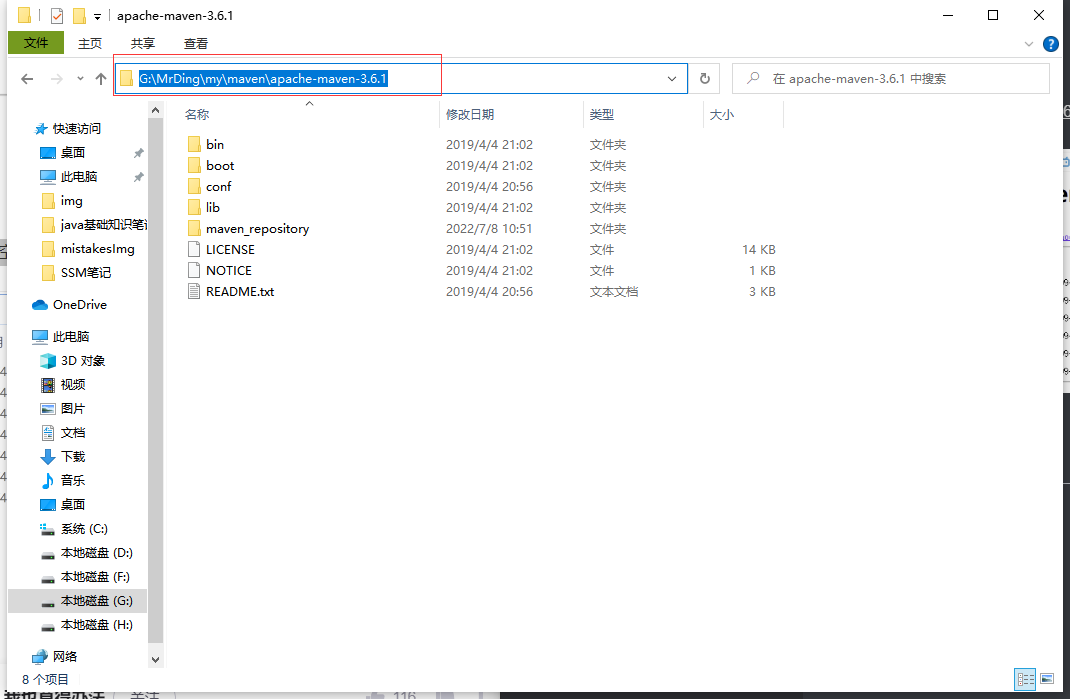 apache-maven-3.6.1
文件 主页 共享 查看
G:\MrDing\my\maven\apache-maven-3.6.1
在 apache-maven-3.6.1 中搜索
名称 修改日期 类型 大小
快速访问
桌面
此电脑
img
java基础知识笔记
mistakesImg
SSM笔记
OneDrive
此电脑
3D 对象
视频
图片
文档
下载
音乐
桌面
系统 (C:)
本地磁盘 (D:)
本地磁盘 (F:)
本地磁盘 (G:)
本地磁盘 (H:)
网络
bin 2019/4/4 21:02 文件夹
boot 2019/4/4 21:02 文件夹
conf 2019/4/4 20:56 文件夹
lib 2019/4/4 21:02 文件夹
maven_repository 2022/7/8 10:51 文件夹
LICENSE 2019/4/4 21:02 文件 14 KB
NOTICE 2019/4/4 21:02 文件 1 KB
README.txt 2019/4/4 20:56 文本文档 3 KB
8 个项目
116